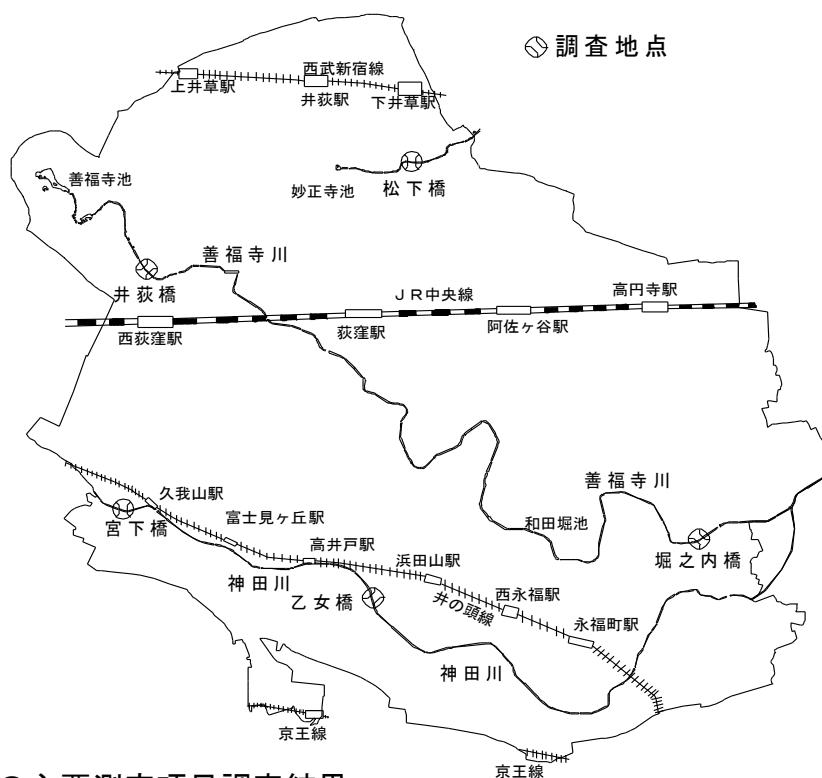 調査地点
西武新宿線
上井草駅
井荻駅
下井草駅
善福寺池
妙正寺池
松下橋
善福寺川
井荻橋
JR中央線
高円寺駅
西荻窪駅
荻窪駅
阿佐ヶ谷駅
久我山駅
善福寺川
宮下橋
富士見ヶ丘駅
和田堀池
高井戸駅
堀之内橋
浜田山駅
神田川
西永福駅
乙女橋
井の頭線
永福町駅
神田川
京王線
京王線